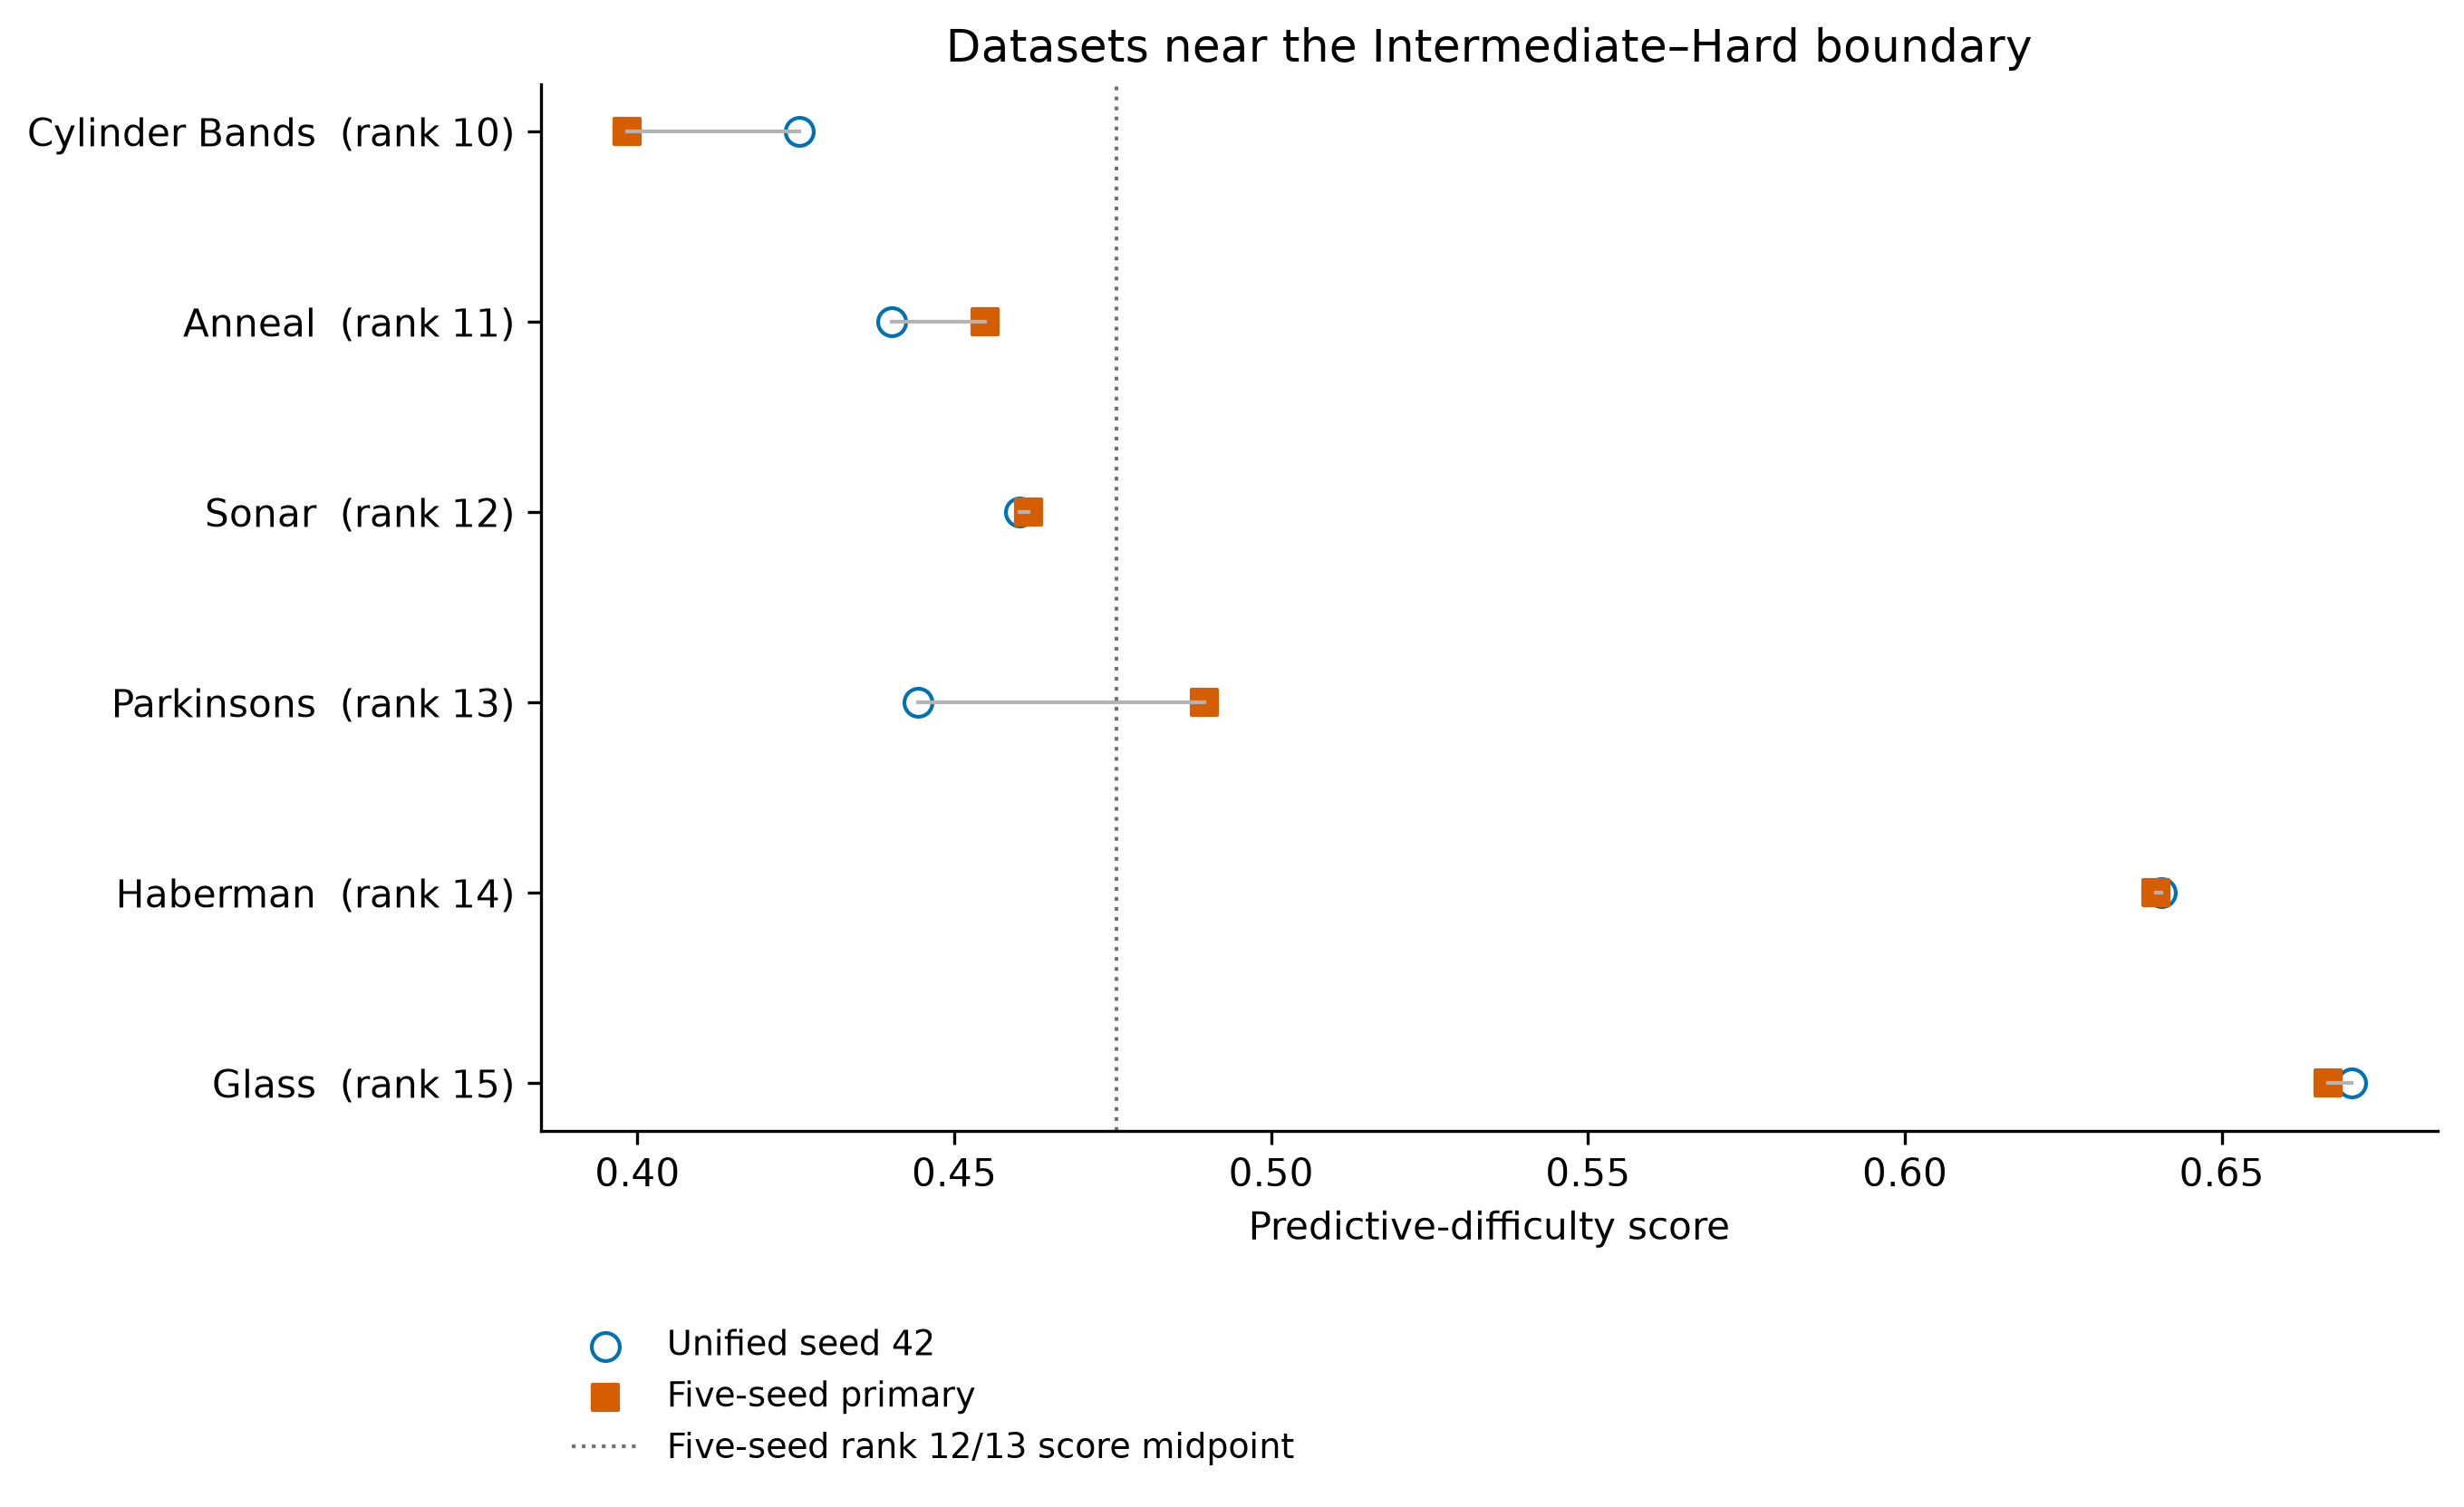 Datasets near the Intermediate–Hard boundary
Cylinder Bands (rank 10)
Anneal (rank 11)
Sonar (rank 12)
Parkinsons (rank 13)
Haberman (rank 14)
Glass (rank 15)
0.40 0.45 0.50 0.55 0.60 0.65
Predictive-difficulty score
Unified seed 42
Five-seed primary
Five-seed rank 12/13 score midpoint